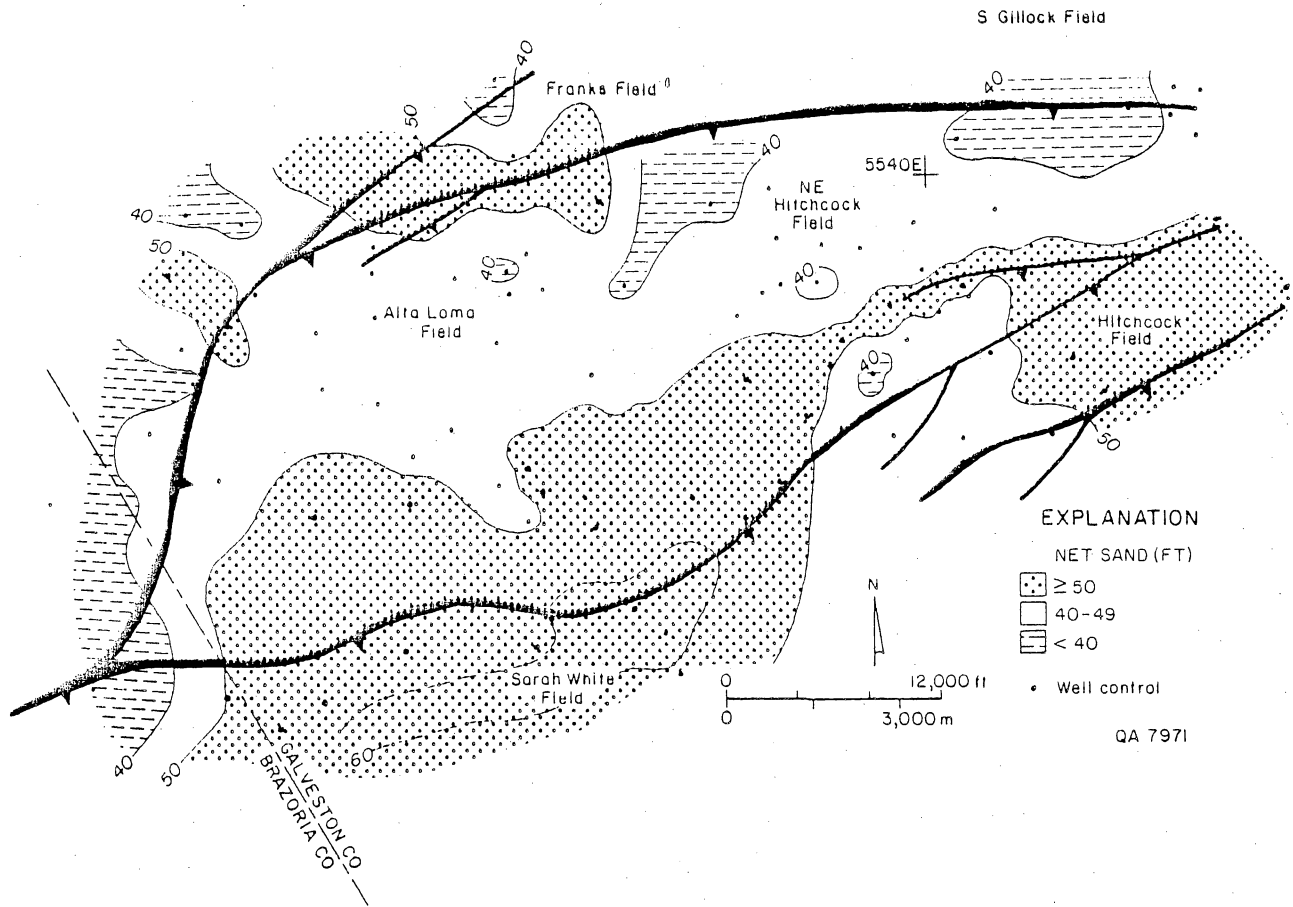 S Gillock Field
40
40
50
Franks Field
40
40
5540E
NE
Hitchcock
Field
40
50
40
40
Alta Loma
Field
Hitchcock
Field
40
50
EXPLANATION
NET SAND (FT)
≥ 50
40-49
< 40
Well control
N
0 12,000 ft
0 3,000 m
QA 7971
Sarah White
Field
60
40
50
GALVESTON CO
BRAZORIA CO